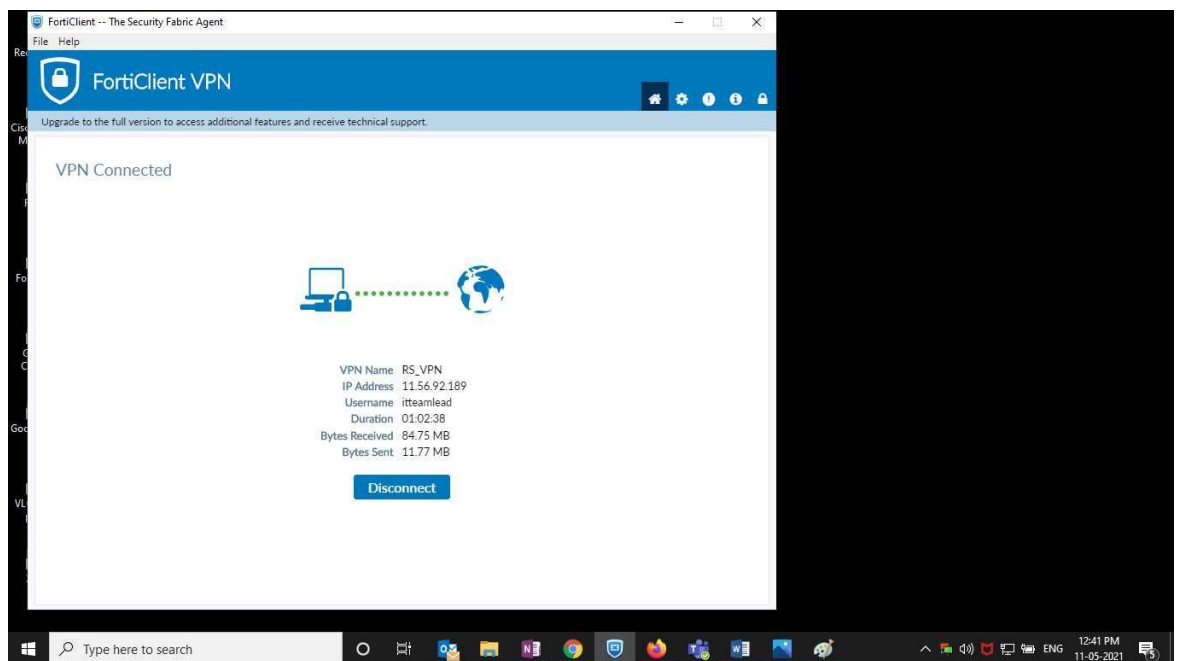 FortiClient -- The Security Fabric Agent
File Help
FortiClient VPN
Upgrade to the full version to access additional features and receive technical support.
VPN Connected
VPN Name RS_VPN
IP Address 11.56.92.189
Username itteamlead
Duration 01:02:38
Bytes Received 84.75 MB
Bytes Sent 11.77 MB
Disconnect
Type here to search
ENG
12:41 PM
11-05-2021
5